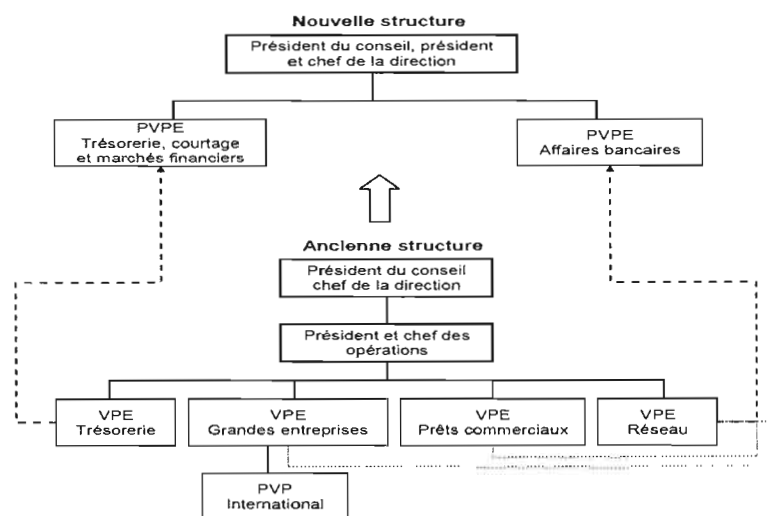 Nouvelle structure
Président du conseil, président
et chef de la direction
PVPE
Trésorerie, courtage
et marchés financiers
PVPE
Affaires bancaires
Ancienne structure
Président du conseil
chef de la direction
Président et chef des
opérations
VPE
Trésorerie
VPE
Grandes entreprises
VPE
Prêts commerciaux
VPE
Réseau
PVP
International